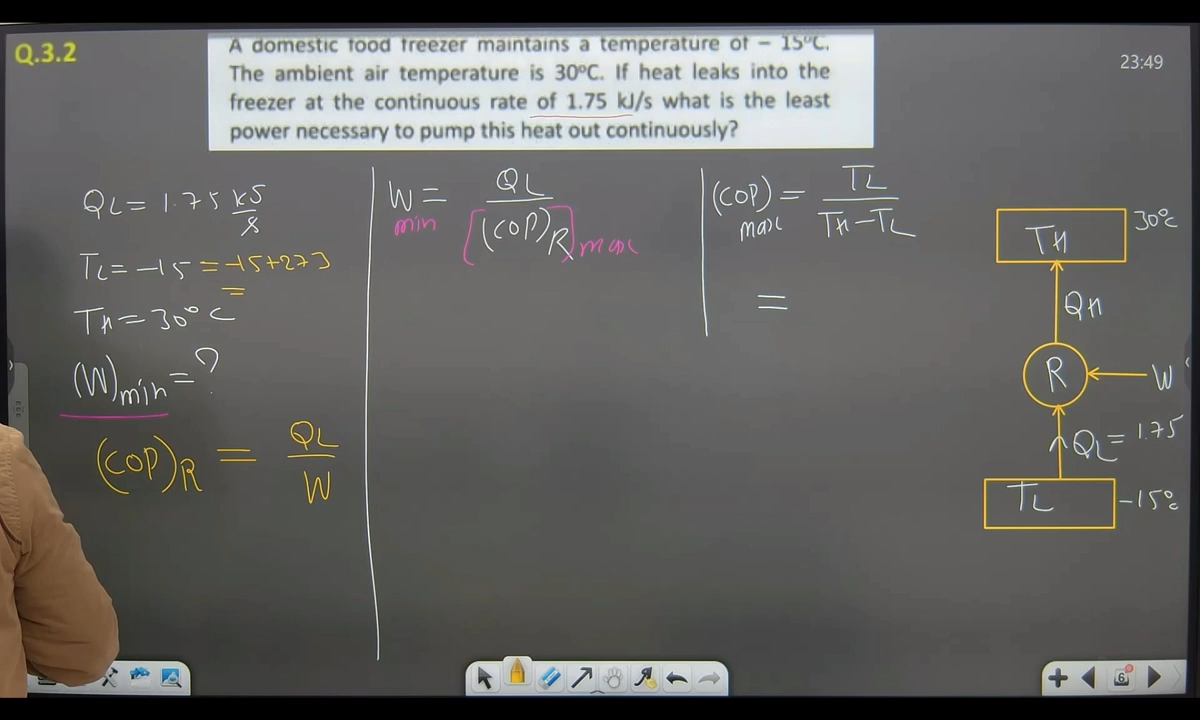 Q.3.2
A domestic food freezer maintains a temperature of – 15ºC.
The ambient air temperature is 30ºC. If heat leaks into the
freezer at the continuous rate of 1.75 kJ/s what is the least
power necessary to pump this heat out continuously?
23:49
QL = 1.75 kJ/s
TL = -15 = -15+273
TH = 30°C
(W)min = ?
(COP)R = QL/W
W min = QL/[(COP)R] max
(COP) max = TL/TH-TL
=
TH 30°C
QH
R W
QL = 1.75
TL -15°C
6